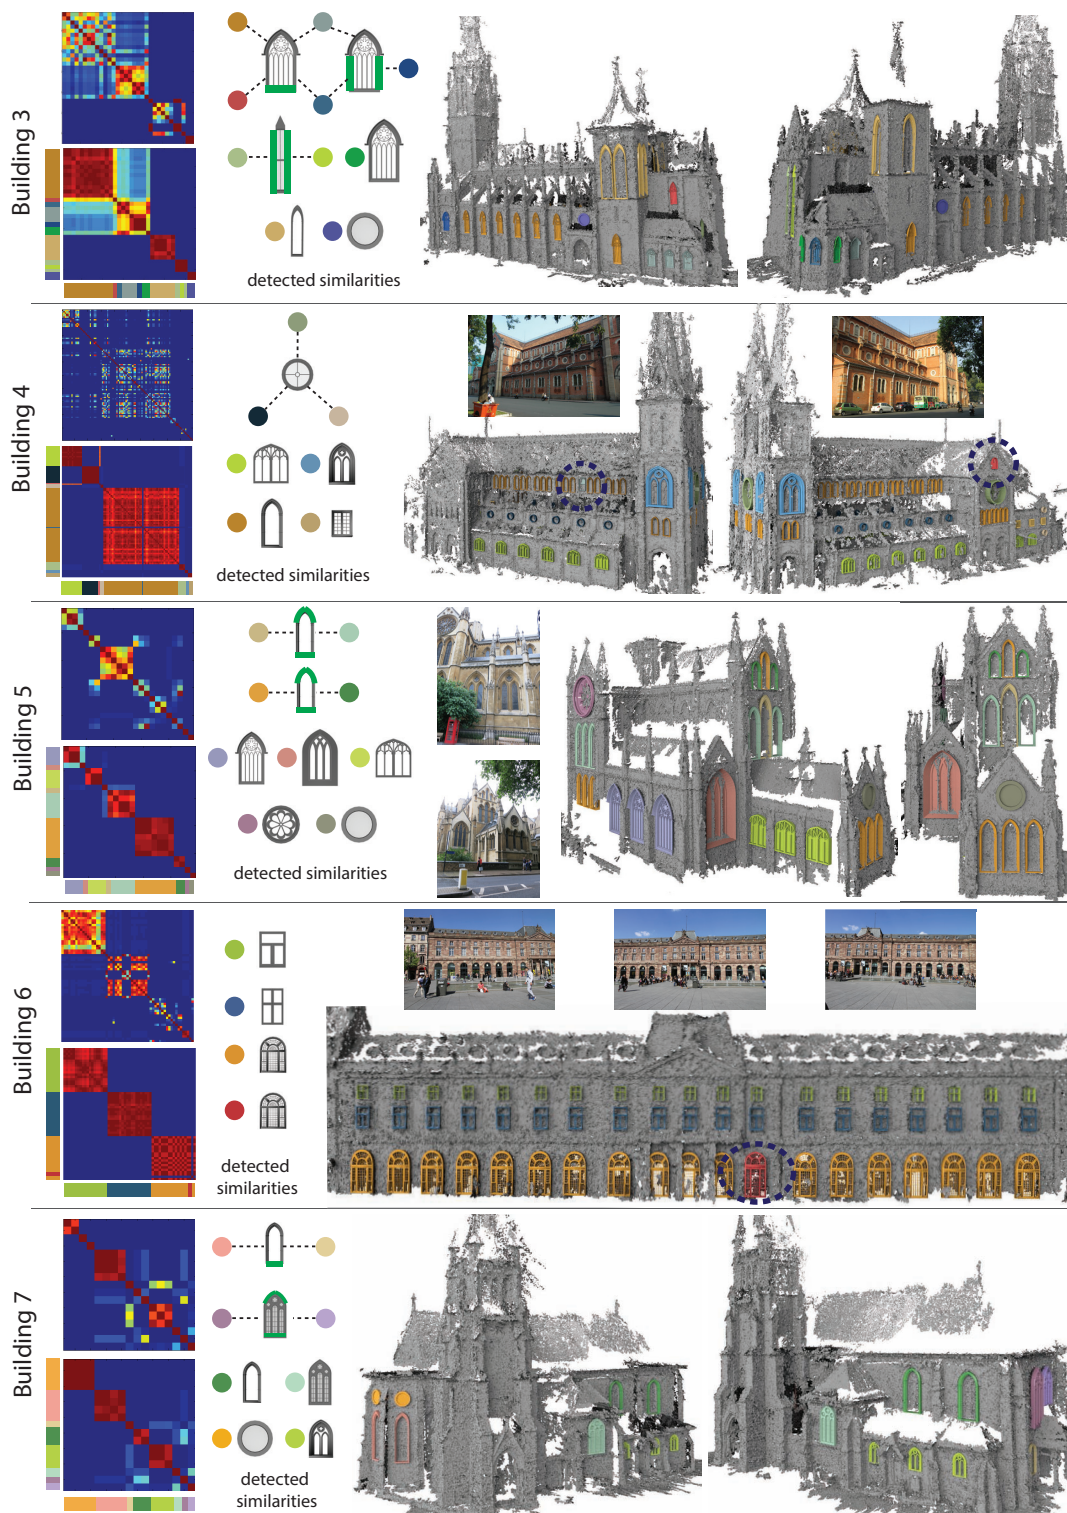 Building 3
detected similarities
Building 4
detected similarities
Building 5
detected similarities
Building 6
detected
similarities
Building 7
detected
similarities